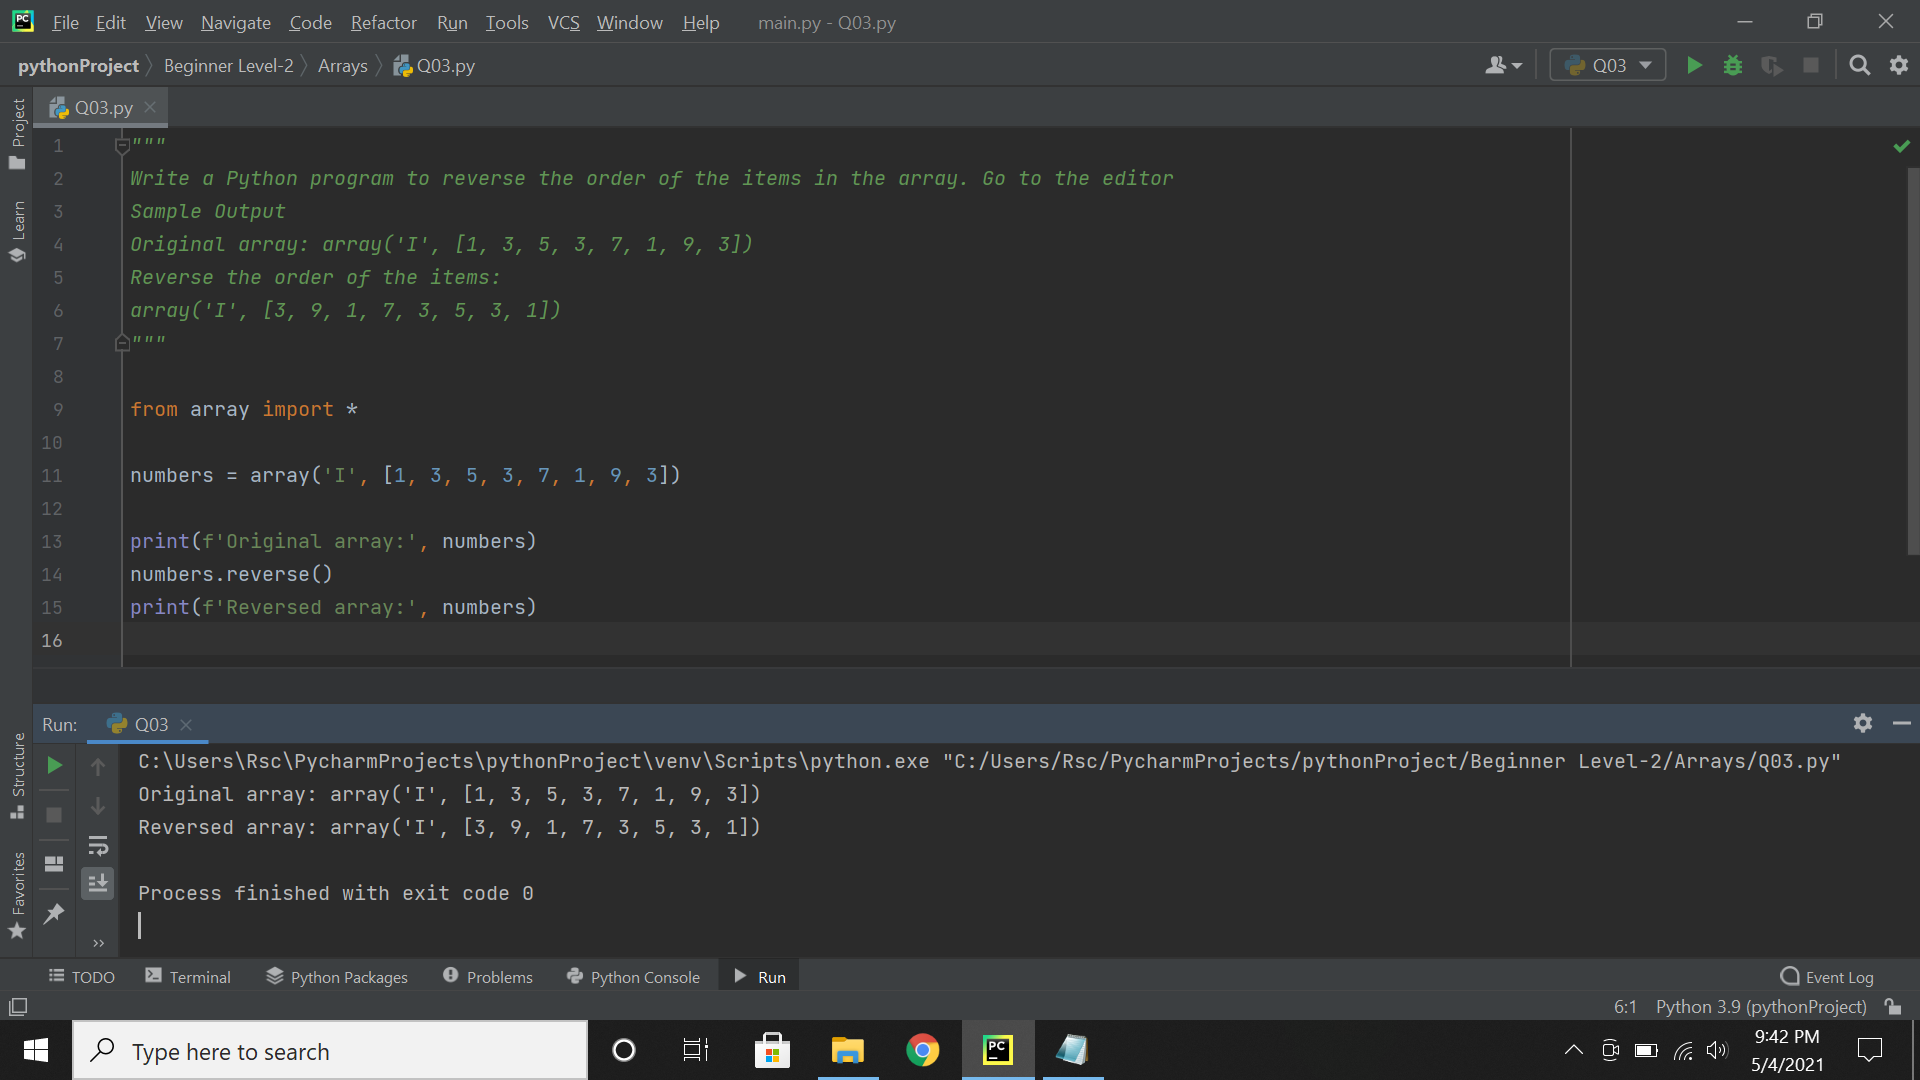 PC File Edit View Navigate Code Refactor Run Tools VCS Window Help main.py - Q03.py
pythonProject Beginner Level-2 Arrays Q03.py Q03
Project
Learn
Structure
Favorites
Q03.py
1 """
2 Write a Python program to reverse the order of the items in the array. Go to the editor
3 Sample Output
4 Original array: array('I', [1, 3, 5, 3, 7, 1, 9, 3])
5 Reverse the order of the items:
6 array('I', [3, 9, 1, 7, 3, 5, 3, 1])
7 """
8
9 from array import *
10
11 numbers = array('I', [1, 3, 5, 3, 7, 1, 9, 3])
12
13 print(f'Original array:', numbers)
14 numbers.reverse()
15 print(f'Reversed array:', numbers)
16
Run: Q03
C:\Users\Rsc\PycharmProjects\pythonProject\venv\Scripts\python.exe "C:/Users/Rsc/PycharmProjects/pythonProject/Beginner Level-2/Arrays/Q03.py"
Original array: array('I', [1, 3, 5, 3, 7, 1, 9, 3])
Reversed array: array('I', [3, 9, 1, 7, 3, 5, 3, 1])
Process finished with exit code 0
TODO Terminal Python Packages Problems Python Console Run Event Log
6:1 Python 3.9 (pythonProject)
Type here to search
PC
9:42 PM
5/4/2021